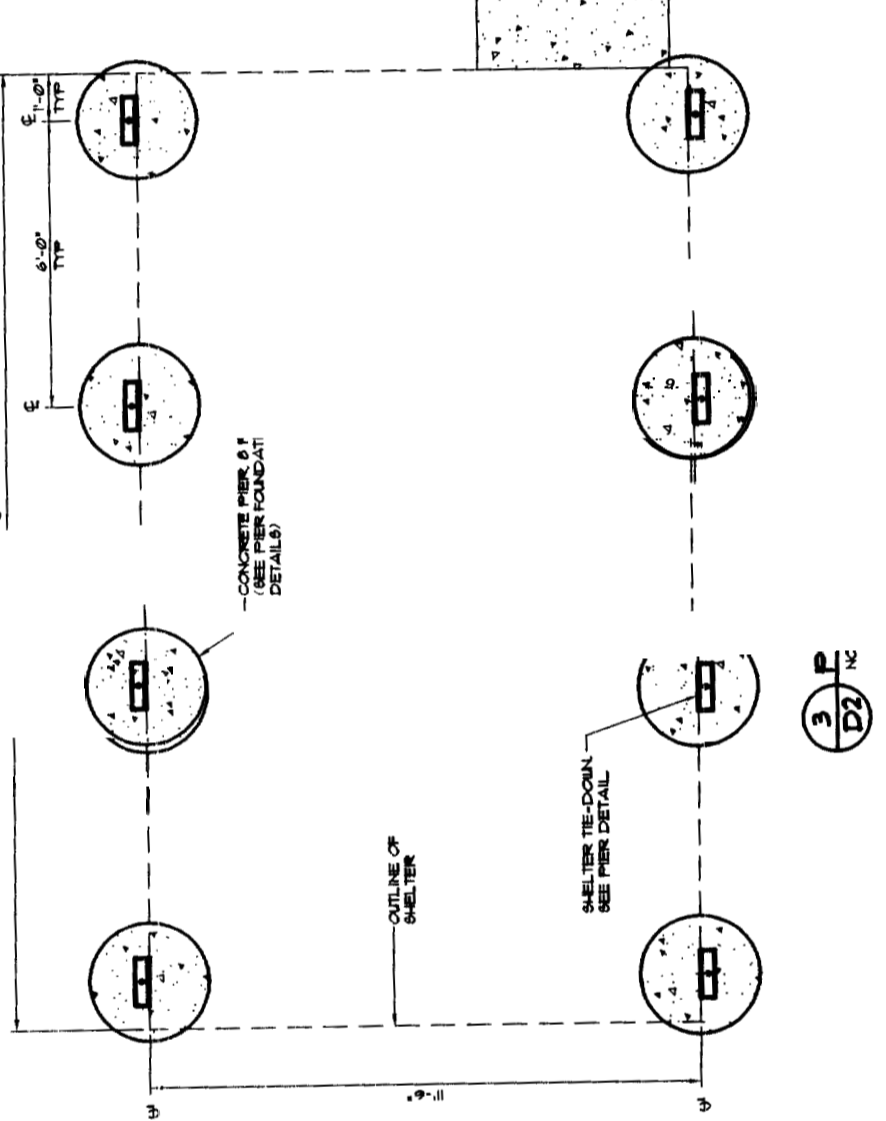 ℄ 1'-0"
TYP
6'-0"
TYP
℄
CONCRETE PIER, 8 P
(SEE PIER FOUNDATI
DETAILS)
OUTLINE OF
SHELTER
SHELTER TIE-DOWN.
SEE PIER DETAIL
11'-6"
℄
℄
3
D2
P
NC